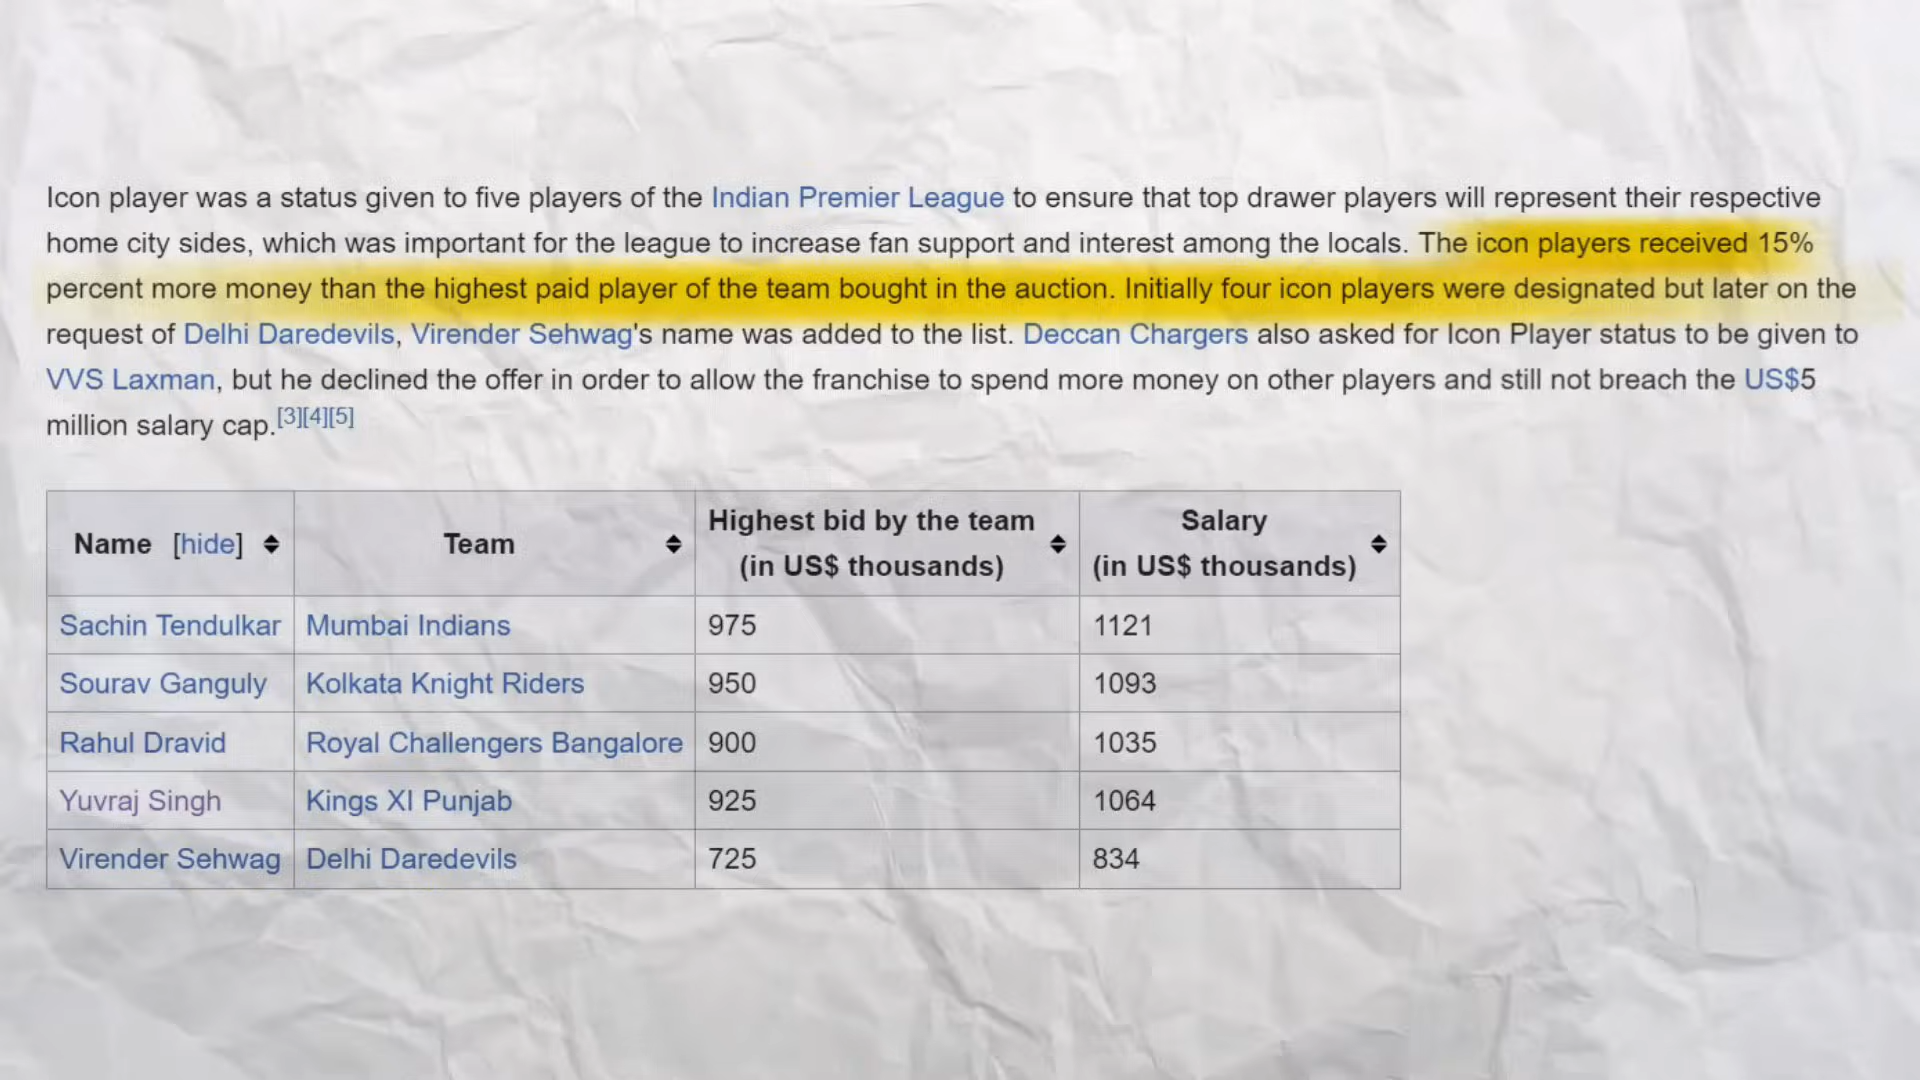 Icon player was a status given to five players of the Indian Premier League to ensure that top drawer players will represent their respective
home city sides, which was important for the league to increase fan support and interest among the locals. The icon players received 15%
percent more money than the highest paid player of the team bought in the auction. Initially four icon players were designated but later on the
request of Delhi Daredevils, Virender Sehwag's name was added to the list. Deccan Chargers also asked for Icon Player status to be given to
VVS Laxman, but he declined the offer in order to allow the franchise to spend more money on other players and still not breach the US$5
million salary cap.[3][4][5]
Name [hide] Team Highest bid by the team (in US$ thousands) Salary (in US$ thousands)
Sachin Tendulkar Mumbai Indians 975 1121
Sourav Ganguly Kolkata Knight Riders 950 1093
Rahul Dravid Royal Challengers Bangalore 900 1035
Yuvraj Singh Kings XI Punjab 925 1064
Virender Sehwag Delhi Daredevils 725 834